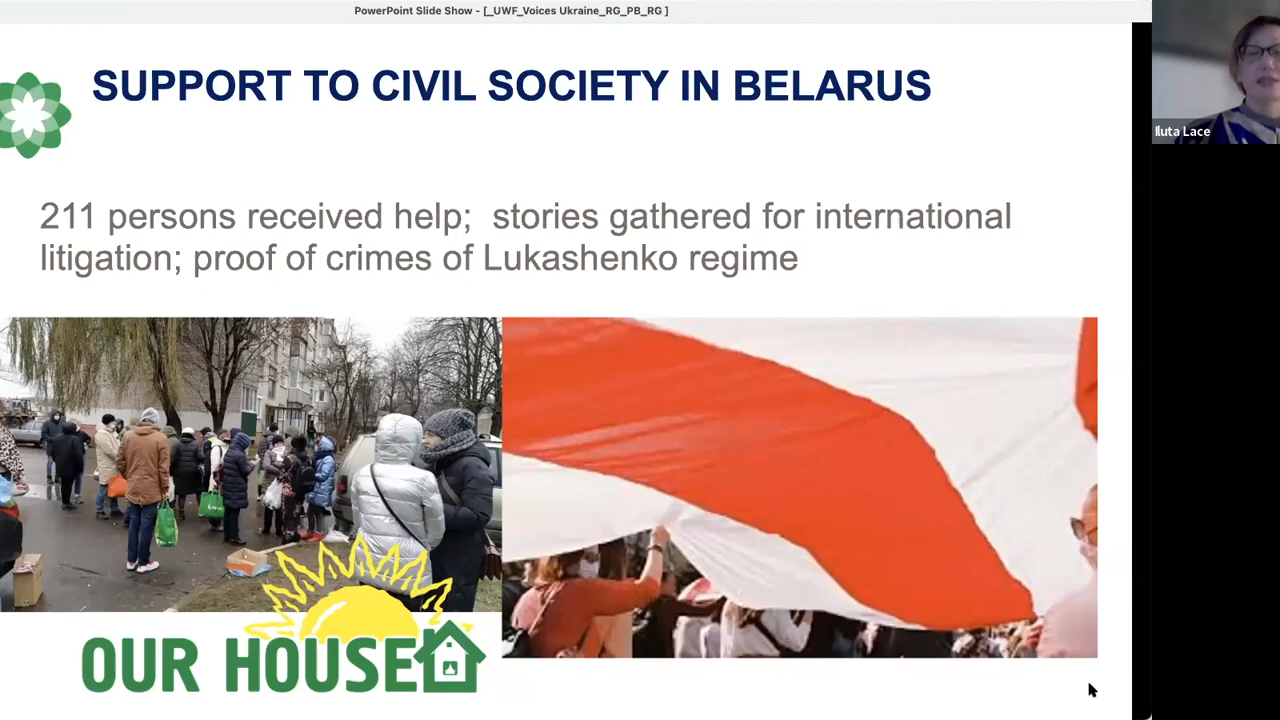 PowerPoint Slide Show - [_UWF_Voices Ukraine_RG_PB_RG ]
SUPPORT TO CIVIL SOCIETY IN BELARUS
Iluta Lace
211 persons received help;  stories gathered for international
litigation; proof of crimes of Lukashenko regime
OUR HOUSE